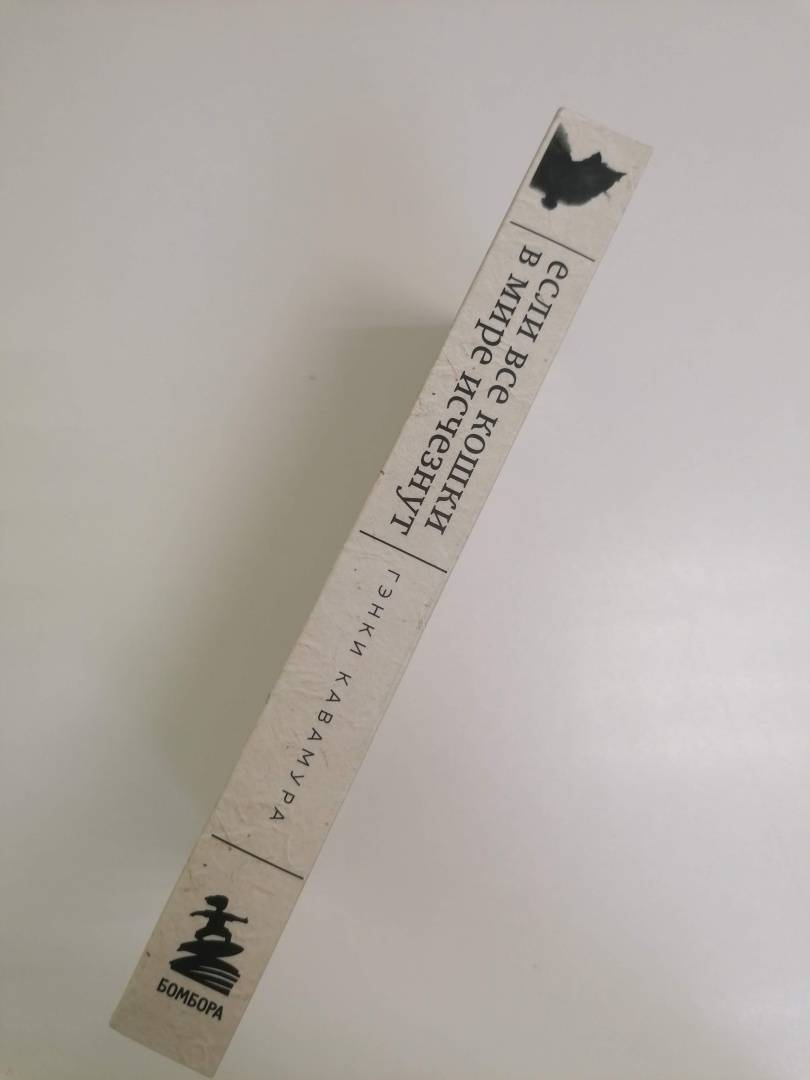 если все кошки
в мире исчезнут
ГЭНКИ КАВАМУРА
БОМБОРА